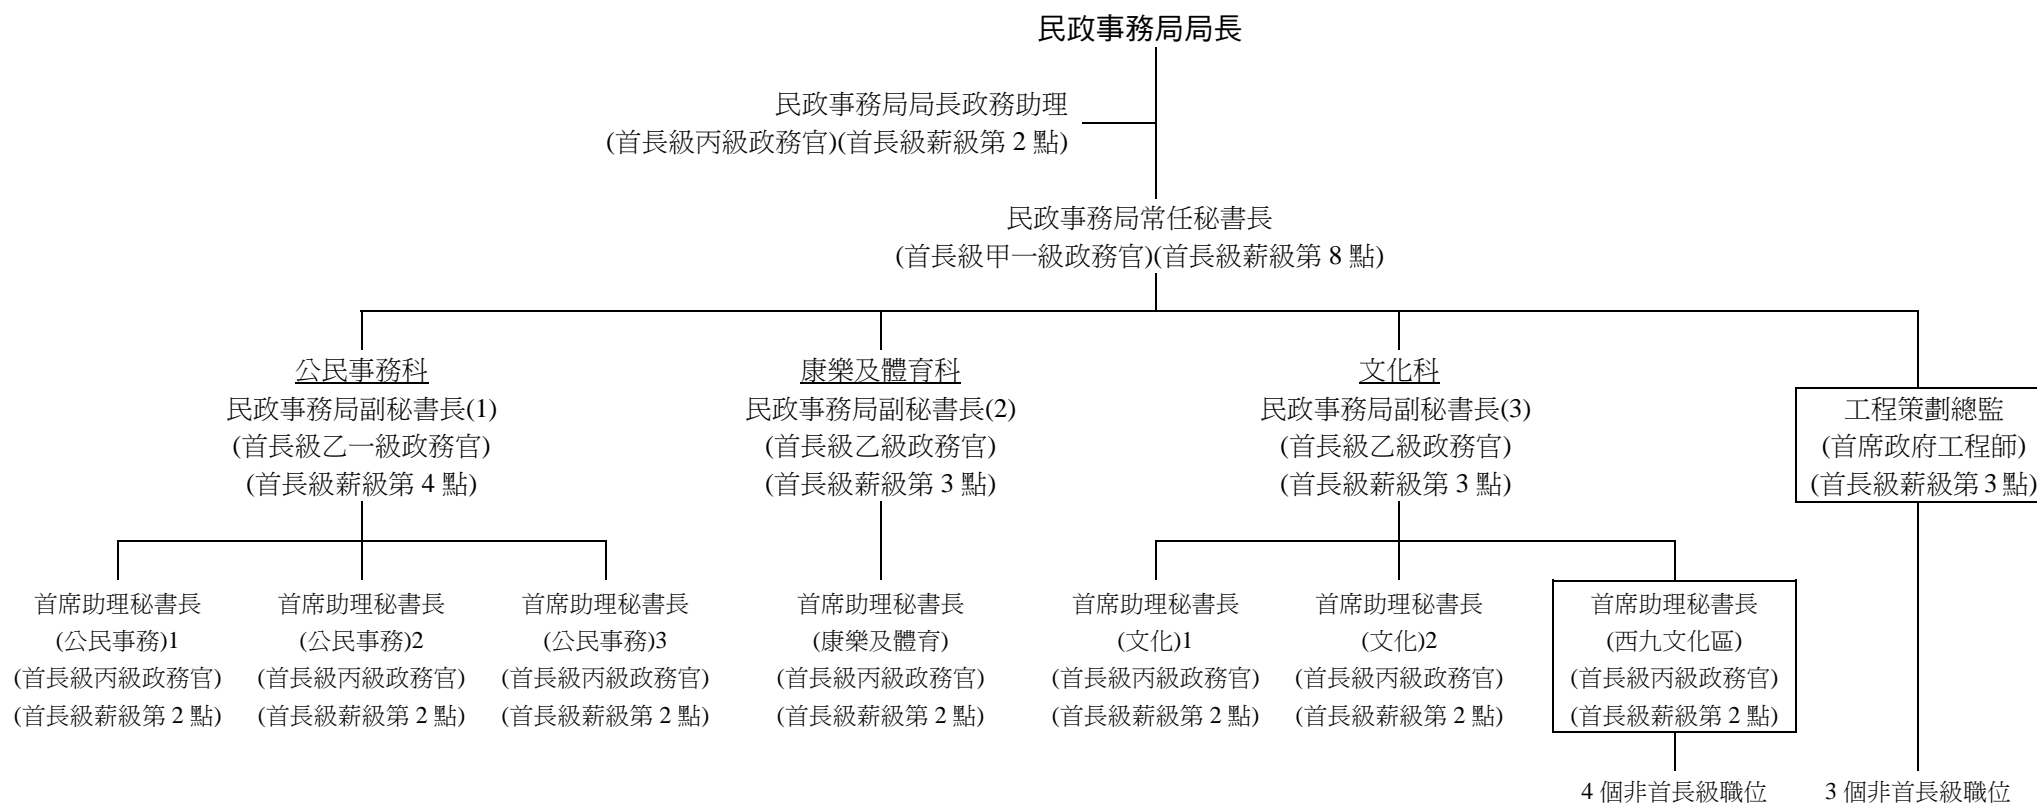 民政事務局局長
民政事務局局長政務助理
(首長級丙級政務官)(首長級薪級第 2 點)
民政事務局常任秘書長
(首長級甲一級政務官)(首長級薪級第 8 點)
公民事務科
民政事務局副秘書長(1)
(首長級乙一級政務官)
(首長級薪級第 4 點)
康樂及體育科
民政事務局副秘書長(2)
(首長級乙級政務官)
(首長級薪級第 3 點)
文化科
民政事務局副秘書長(3)
(首長級乙級政務官)
(首長級薪級第 3 點)
工程策劃總監
(首席政府工程師)
(首長級薪級第 3 點)
首席助理秘書長
(公民事務)1
(首長級丙級政務官)
(首長級薪級第 2 點)
首席助理秘書長
(公民事務)2
(首長級丙級政務官)
(首長級薪級第 2 點)
首席助理秘書長
(公民事務)3
(首長級丙級政務官)
(首長級薪級第 2 點)
首席助理秘書長
(康樂及體育)
(首長級丙級政務官)
(首長級薪級第 2 點)
首席助理秘書長
(文化)1
(首長級丙級政務官)
(首長級薪級第 2 點)
首席助理秘書長
(文化)2
(首長級丙級政務官)
(首長級薪級第 2 點)
首席助理秘書長
(西九文化區)
(首長級丙級政務官)
(首長級薪級第 2 點)
4 個非首長級職位
3 個非首長級職位